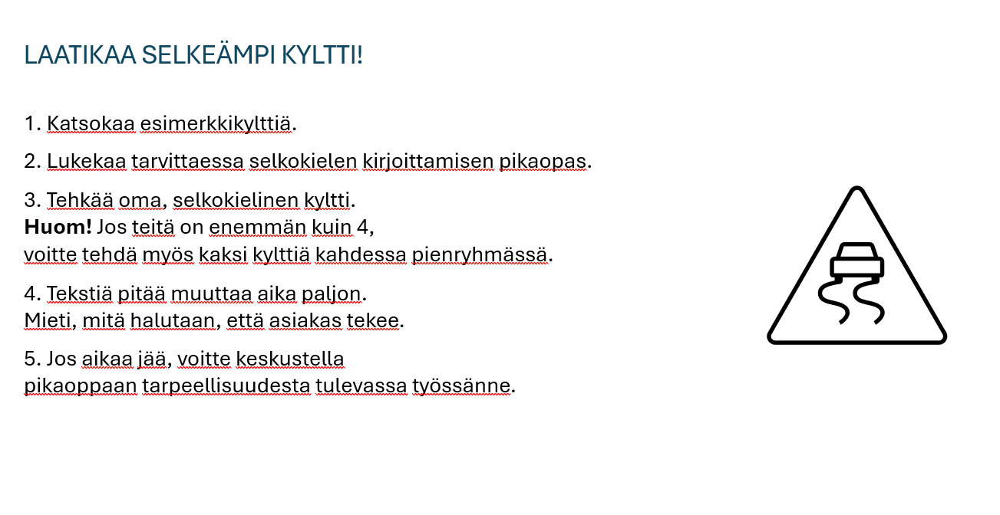 LAATIKAA SELKEÄMPI KYLTTI!
1. Katsokaa esimerkkikylttiä.
2. Lukekaa tarvittaessa selkokielen kirjoittamisen pikaopas.
3. Tehkää oma, selkokielinen kyltti.
Huom! Jos teitä on enemmän kuin 4,
voitte tehdä myös kaksi kylttiä kahdessa pienryhmässä.
4. Tekstiä pitää muuttaa aika paljon.
Mieti, mitä halutaan, että asiakas tekee.
5. Jos aikaa jää, voitte keskustella
pikaoppaan tarpeellisuudesta tulevassa työssänne.